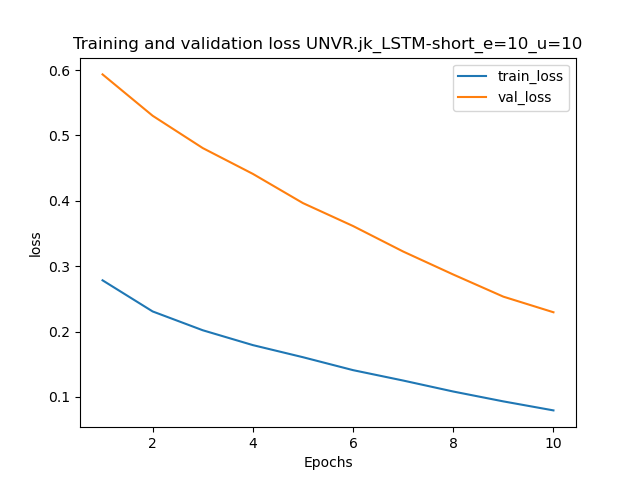 Training and validation loss UNVR.jk_LSTM-short_e=10_u=10
train_loss
val_loss
0.6
0.5
0.4
0.3
0.2
0.1
loss
2 4 6 8 10
Epochs